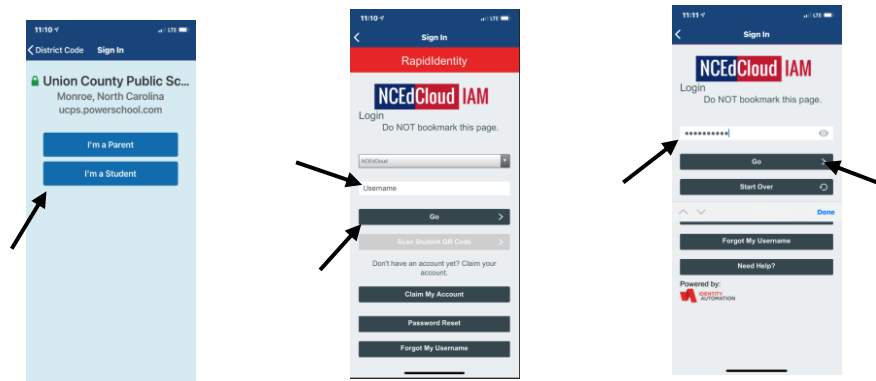 11:10
LTE
District Code Sign In
Union County Public Sc...
Monroe, North Carolina
ucps.powerschool.com
I'm a Parent
I'm a Student
11:10
LTE
Sign In
RapidIdentity
NCEdCloud IAM
Login
Do NOT bookmark this page.
NCEdCloud
Username
Go
Scan Student QR Code
Don't have an account yet? Claim your
account.
Claim My Account
Password Reset
Forgot My Username
11:11
LTE
Sign In
NCEdCloud IAM
Login
Do NOT bookmark this page.
••••••••••
Go
Start Over
Done
Forgot My Username
Need Help?
Powered by:
IDENTITY
AUTOMATION